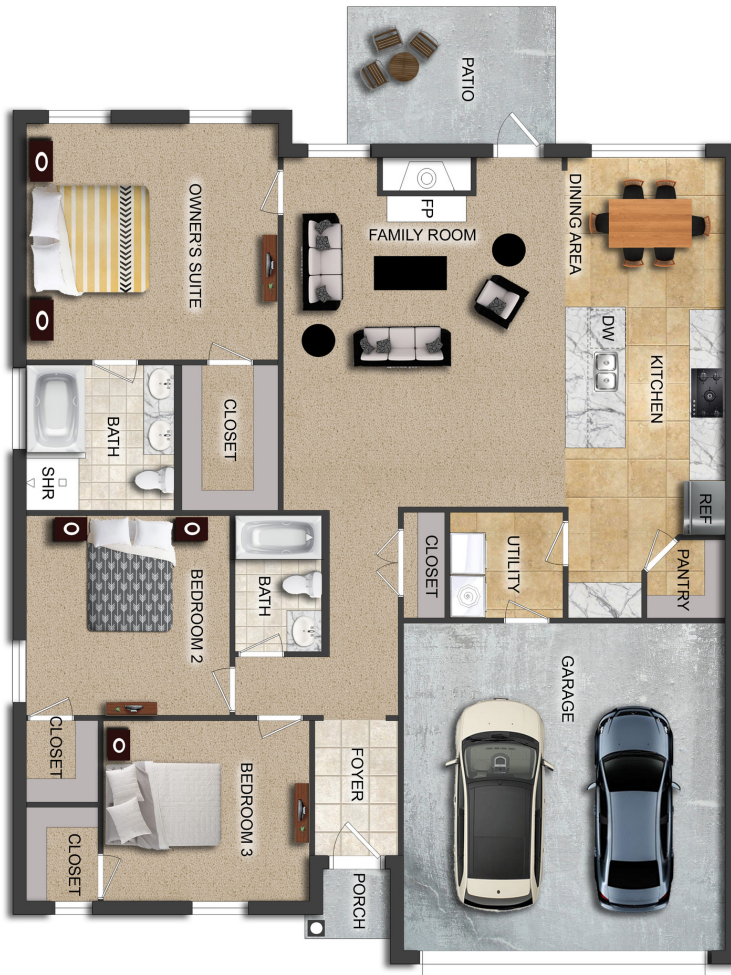 PATIO
FP
FAMILY ROOM
DINING AREA
OWNER'S SUITE
DW
KITCHEN
BATH
CLOSET
SHR
REF
BEDROOM 2
BATH
CLOSET
UTILITY
PANTRY
GARAGE
CLOSET
FOYER
BEDROOM 3
CLOSET
PORCH